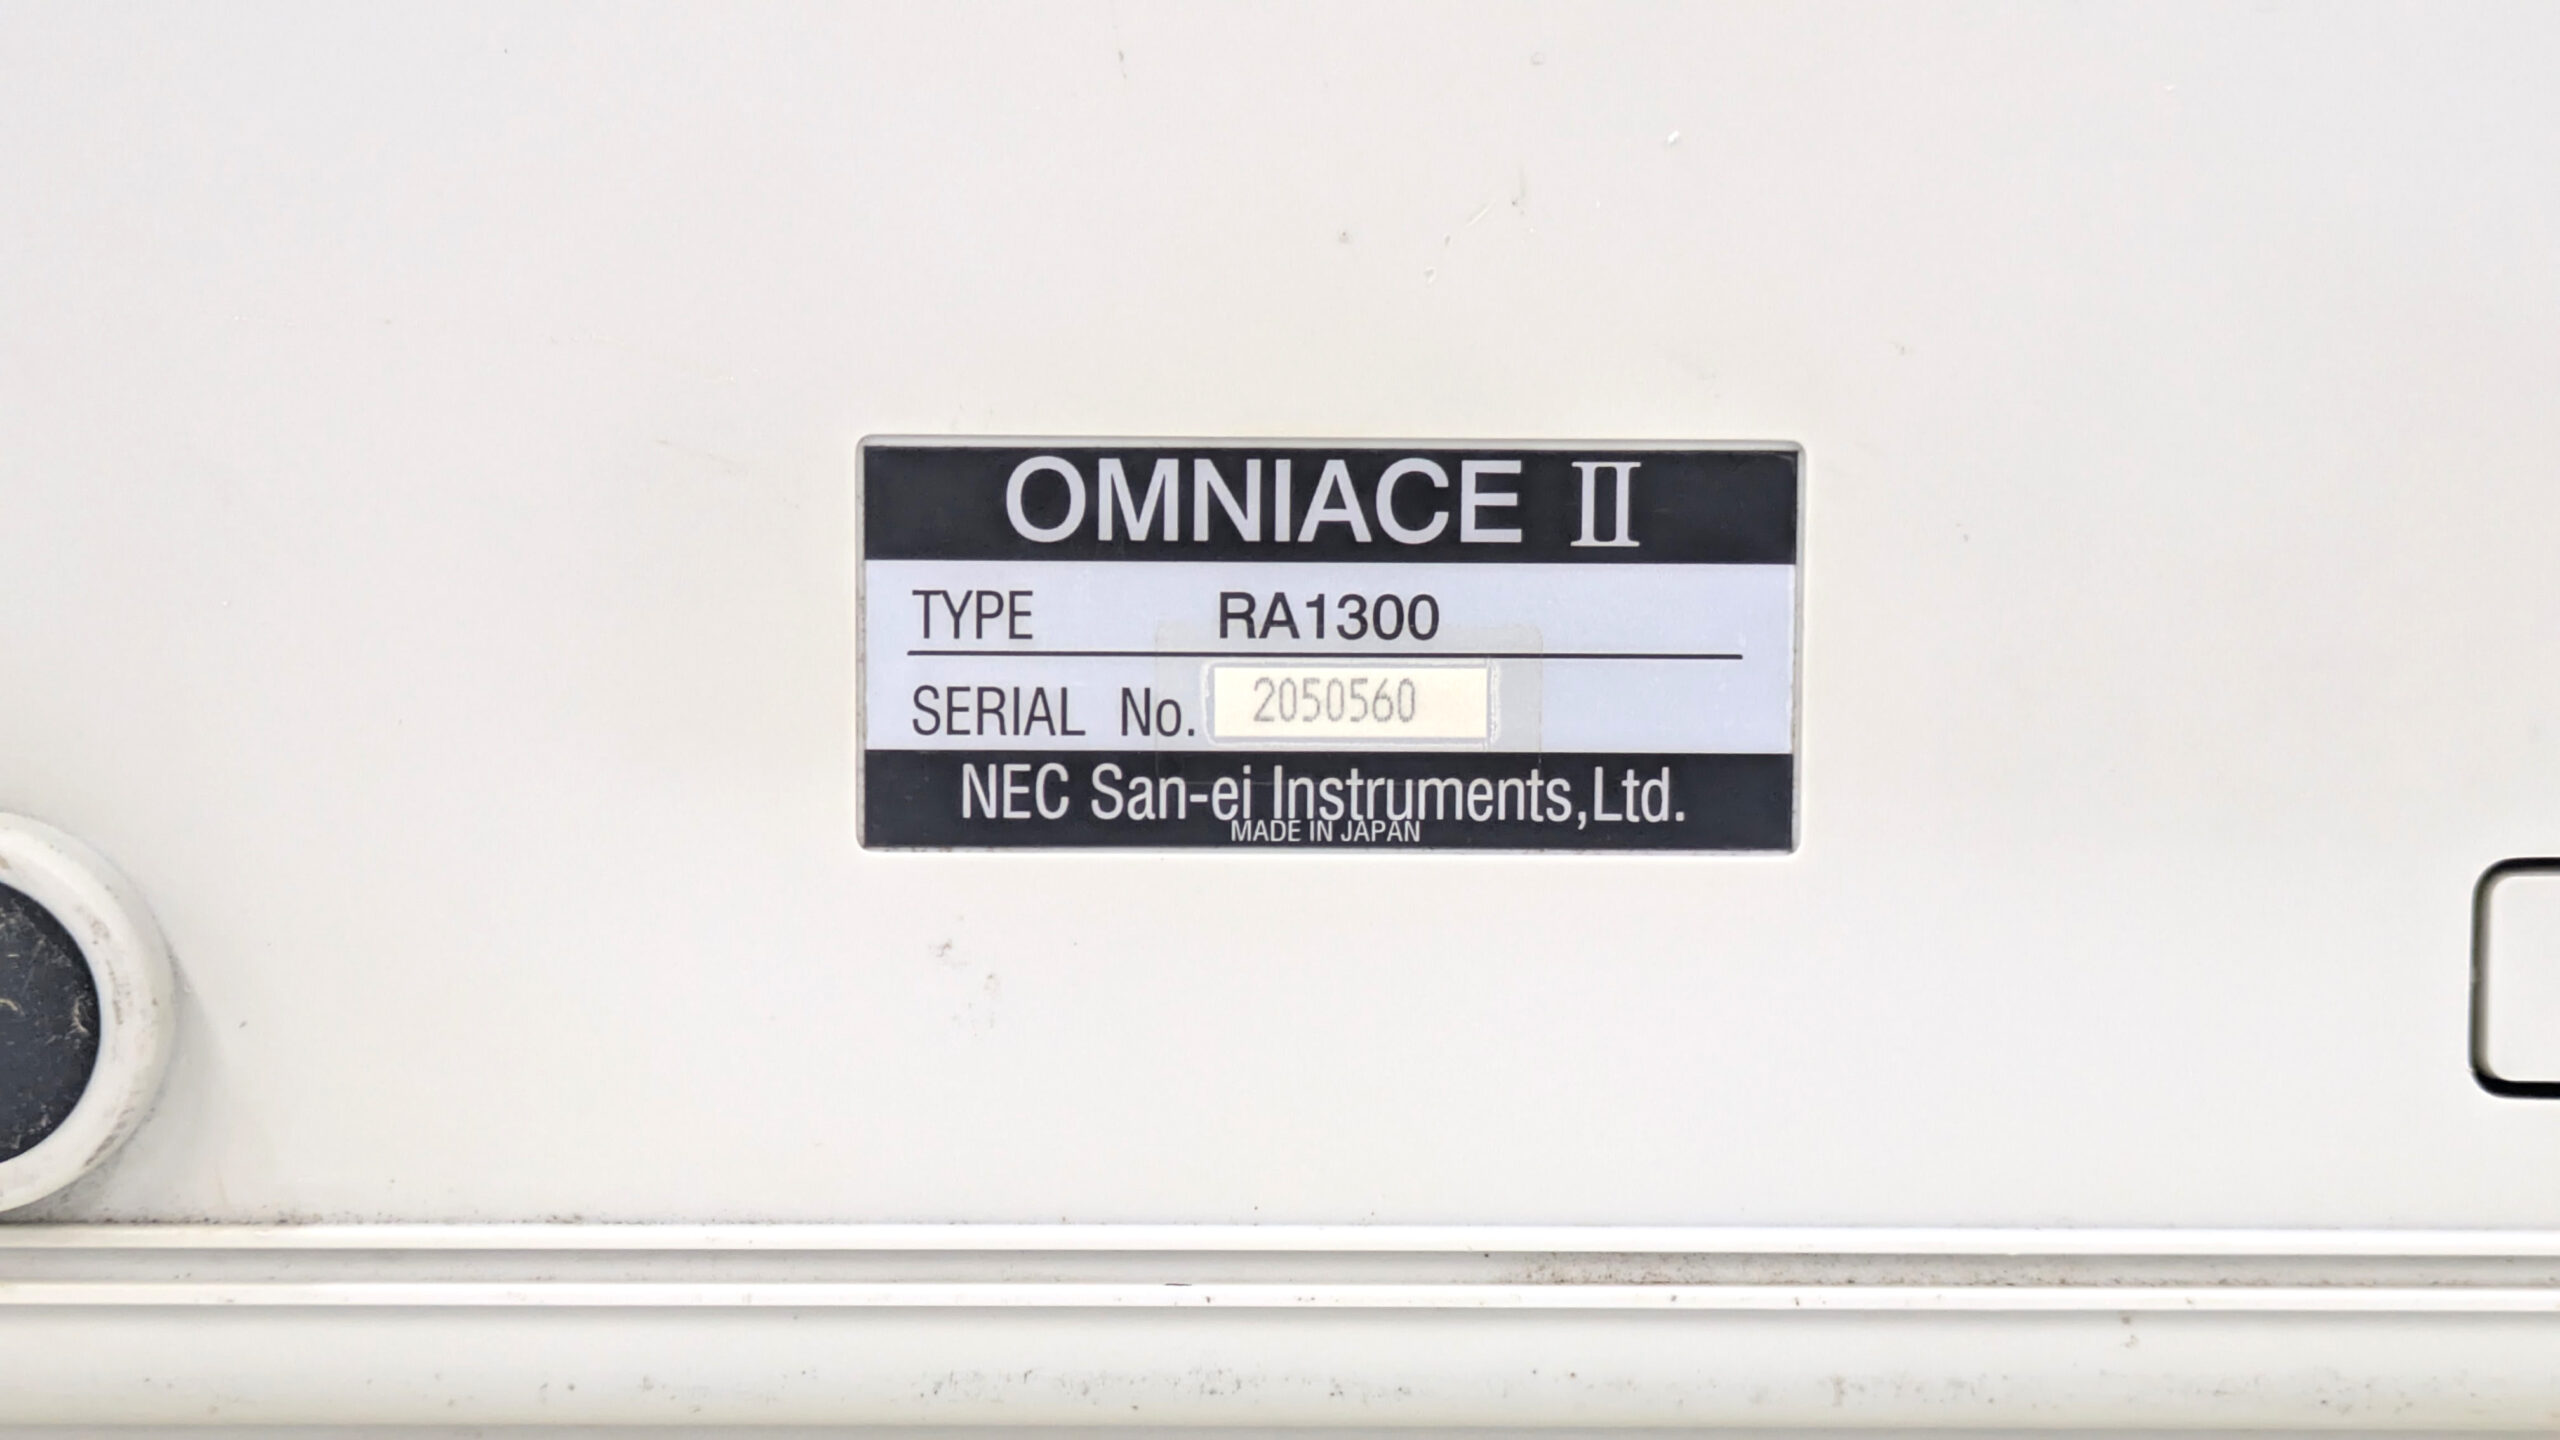 OMNIACE II
TYPE RA1300
SERIAL No. 2050560
NEC San-ei Instruments,Ltd.
MADE IN JAPAN